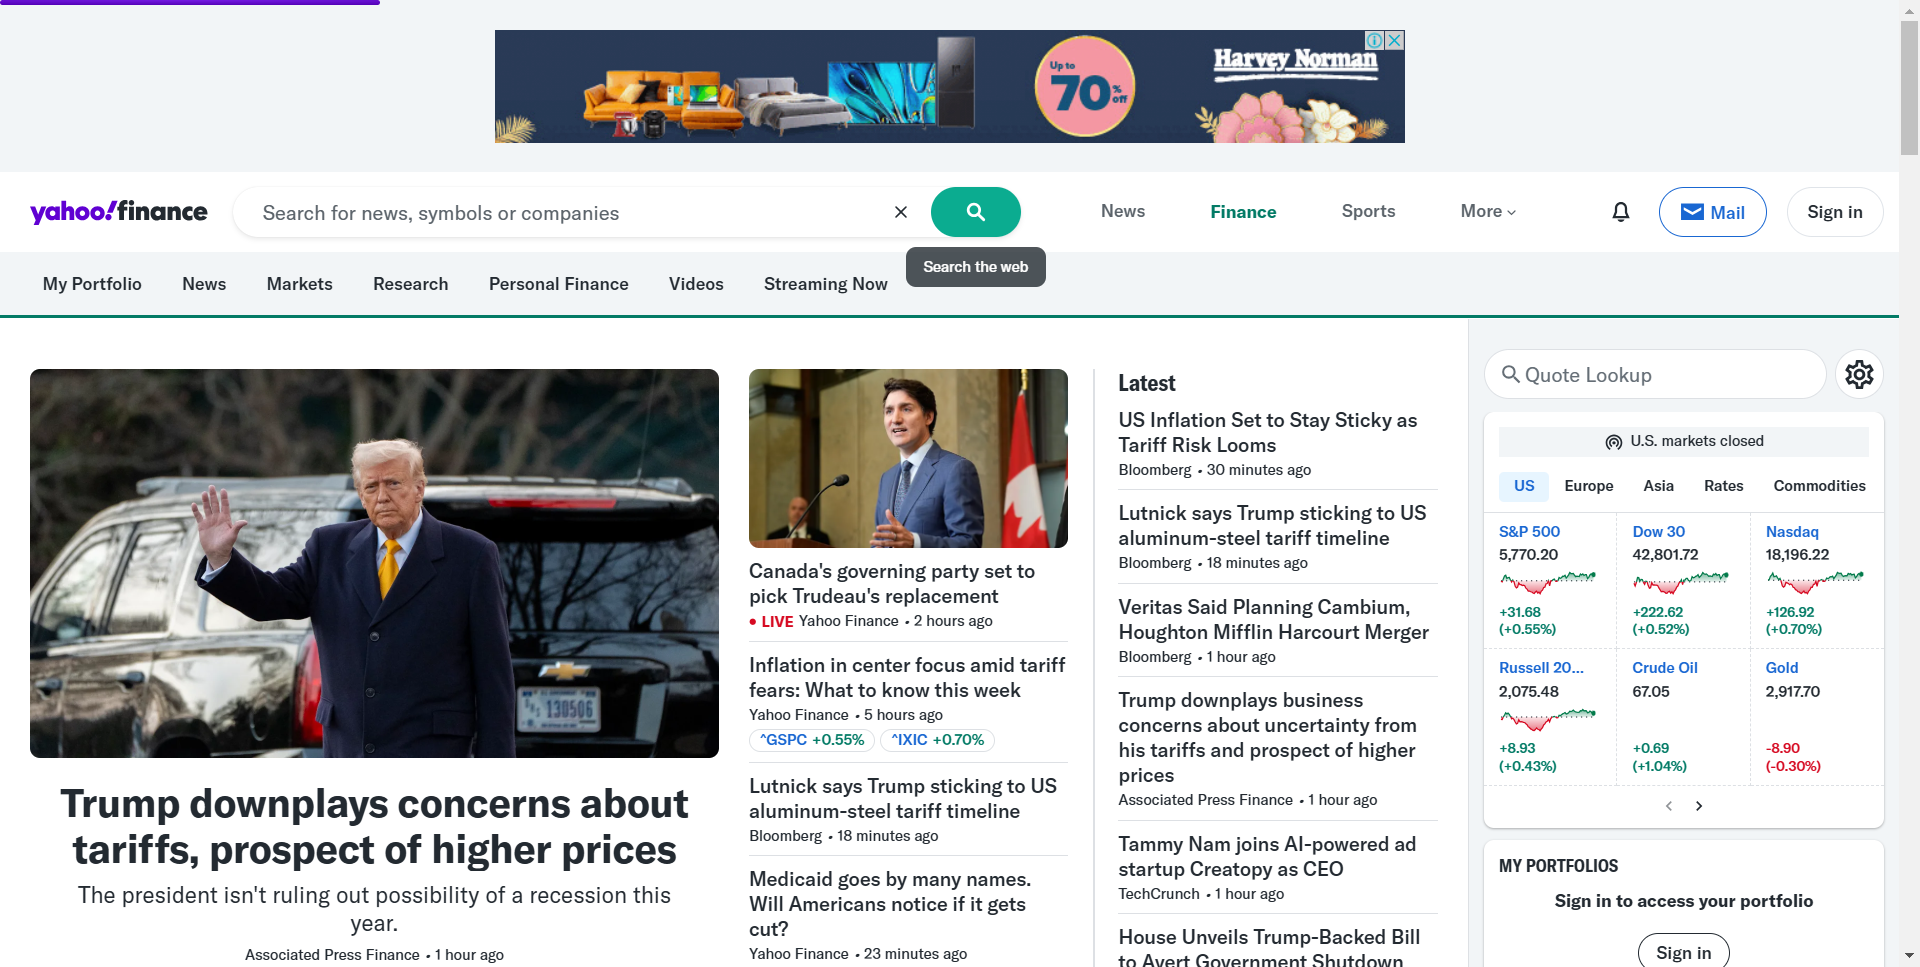 Up to
70% off
Harvey Norman
yahoo!finance
Search for news, symbols or companies
News
Finance
Sports
More
Mail
Sign in
Search the web
My Portfolio
News
Markets
Research
Personal Finance
Videos
Streaming Now
Trump downplays concerns about
tariffs, prospect of higher prices
The president isn't ruling out possibility of a recession this
year.
Associated Press Finance • 1 hour ago
Canada's governing party set to
pick Trudeau's replacement
• LIVE Yahoo Finance • 2 hours ago
Inflation in center focus amid tariff
fears: What to know this week
Yahoo Finance • 5 hours ago
^GSPC +0.55%
^IXIC +0.70%
Lutnick says Trump sticking to US
aluminum-steel tariff timeline
Bloomberg • 18 minutes ago
Medicaid goes by many names.
Will Americans notice if it gets
cut?
Yahoo Finance • 23 minutes ago
Latest
US Inflation Set to Stay Sticky as
Tariff Risk Looms
Bloomberg • 30 minutes ago
Lutnick says Trump sticking to US
aluminum-steel tariff timeline
Bloomberg • 18 minutes ago
Veritas Said Planning Cambium,
Houghton Mifflin Harcourt Merger
Bloomberg • 1 hour ago
Trump downplays business
concerns about uncertainty from
his tariffs and prospect of higher
prices
Associated Press Finance • 1 hour ago
Tammy Nam joins AI-powered ad
startup Creatopy as CEO
TechCrunch • 1 hour ago
House Unveils Trump-Backed Bill
to Avert Government Shutdown
Quote Lookup
U.S. markets closed
US
Europe
Asia
Rates
Commodities
S&P 500
5,770.20
+31.68
(+0.55%)
Dow 30
42,801.72
+222.62
(+0.52%)
Nasdaq
18,196.22
+126.92
(+0.70%)
Russell 20...
2,075.48
+8.93
(+0.43%)
Crude Oil
67.05
+0.69
(+1.04%)
Gold
2,917.70
-8.90
(-0.30%)
MY PORTFOLIOS
Sign in to access your portfolio
Sign in